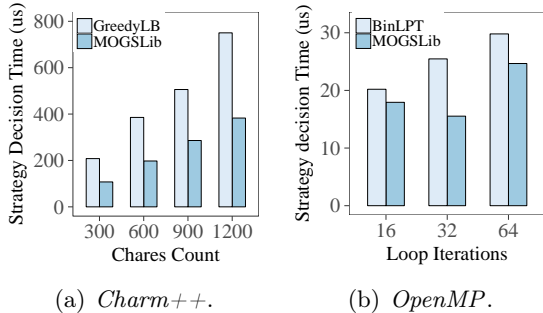 Strategy Decision Time (us)
800
600
400
200
0
GreedyLB
MOGSLib
300 600 900 1200
Chares Count
(a) Charm++.
Strategy decision Time (us)
30
20
10
0
BinLPT
MOGSLib
16 32 64
Loop Iterations
(b) OpenMP.